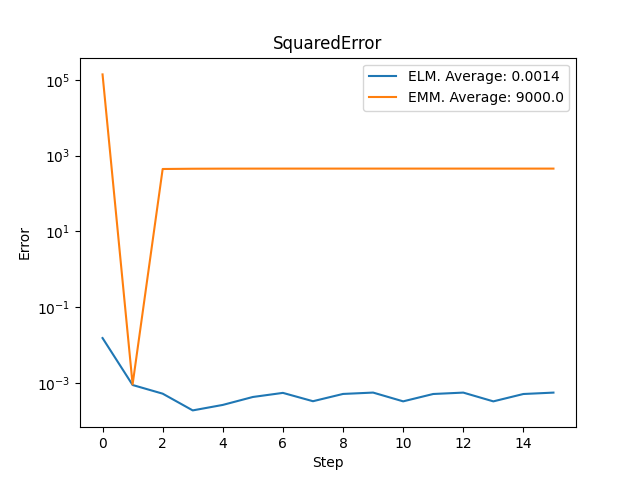 SquaredError
ELM. Average: 0.0014
EMM. Average: 9000.0
Error
10^5
10^3
10^1
10^-1
10^-3
0 2 4 6 8 10 12 14
Step